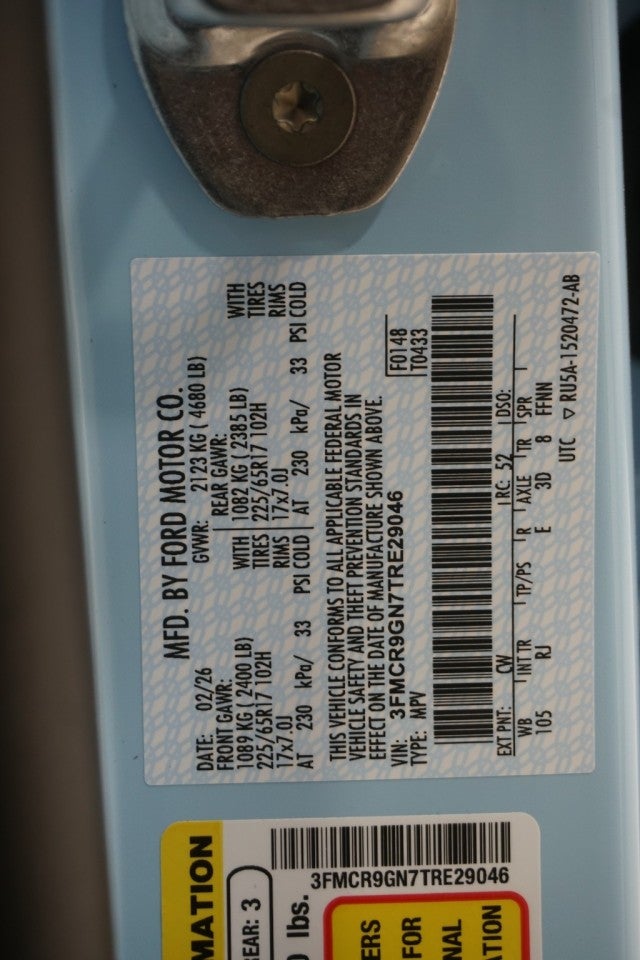 MFD. BY FORD MOTOR CO.
DATE: 02/26 GVWR: 2123 KG ( 4680 LB)
FRONT GAWR: REAR GAWR:
1089 KG ( 2400 LB) WITH 1082 KG ( 2385 LB) WITH
225/65R17 102H TIRES 225/65R17 102H TIRES
17x7.0J RIMS 17x7.0J RIMS
AT 230 kPa/ 33 PSI COLD AT 230 kPa/ 33 PSI COLD
THIS VEHICLE CONFORMS TO ALL APPLICABLE FEDERAL MOTOR
VEHICLE SAFETY AND THEFT PREVENTION STANDARDS IN
EFFECT ON THE DATE OF MANUFACTURE SHOWN ABOVE.
VIN: 3FMCR9GN7TRE29046 F0148
TYPE: MPV T0433
EXT PNT: CW RC: 52 DSO:
WB INT TR TP/PS R AXLE TR SPR
105 RJ E 3D 8 FFNN
UTC ▽ RU5A-1520472-AB
MATION
REAR: 3
0 lbs.
3FMCR9GN7TRE29046
ERS
FOR
NAL
ATION